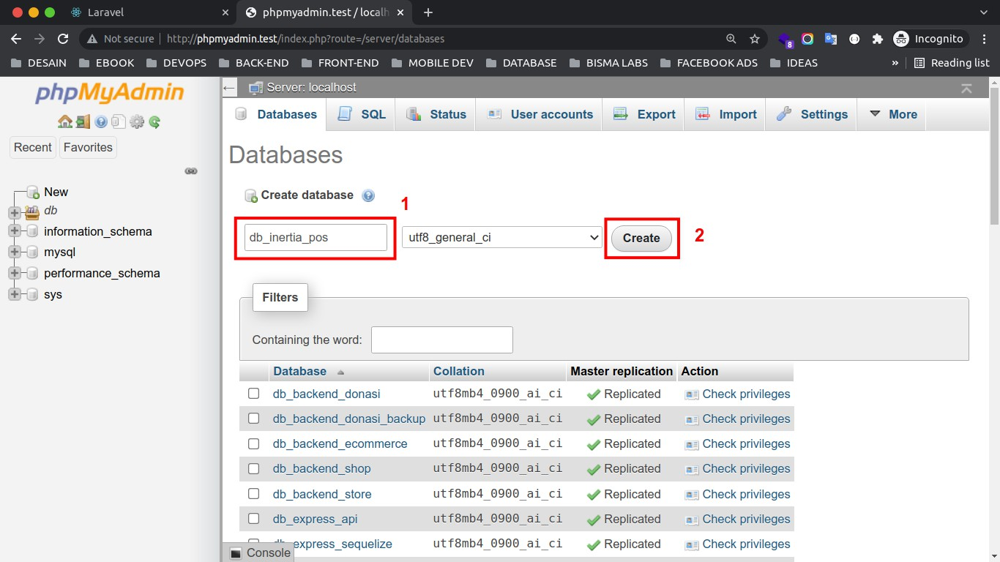 Laravel
phpmyadmin.test / localh
Not secure | http://phpmyadmin.test/index.php?route=/server/databases
8
Incognito
DESAIN EBOOK DEVOPS BACK-END FRONT-END MOBILE DEV DATABASE BISMA LABS FACEBOOK ADS IDEAS » Reading list
phpMyAdmin
Recent Favorites
New
db
information_schema
mysql
performance_schema
sys
Server: localhost
Databases SQL Status User accounts Export Import Settings More
Databases
Create database
1
db_inertia_pos utf8_general_ci Create 2
Filters
Containing the word:
Database Collation Master replication Action
db_backend_donasi utf8mb4_0900_ai_ci Replicated Check privileges
db_backend_donasi_backup utf8mb4_0900_ai_ci Replicated Check privileges
db_backend_ecommerce utf8mb4_0900_ai_ci Replicated Check privileges
db_backend_shop utf8mb4_0900_ai_ci Replicated Check privileges
db_backend_store utf8mb4_0900_ai_ci Replicated Check privileges
db_express_api utf8mb4_0900_ai_ci Replicated Check privileges
db_express_sequelize utf8mb4_0900_ai_ci Replicated Check privileges
Console